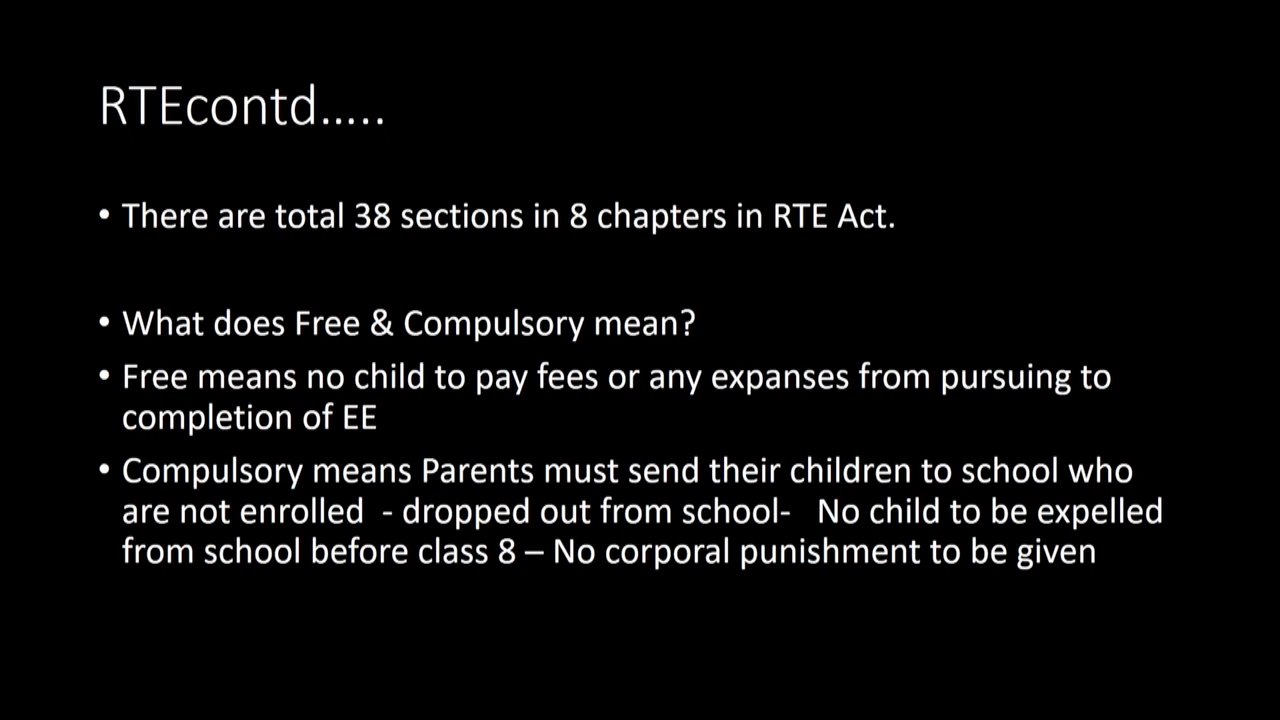 RTEcontd.....
• There are total 38 sections in 8 chapters in RTE Act.
• What does Free & Compulsory mean?
• Free means no child to pay fees or any expanses from pursuing to
completion of EE
• Compulsory means Parents must send their children to school who
are not enrolled  - dropped out from school-   No child to be expelled
from school before class 8 – No corporal punishment to be given